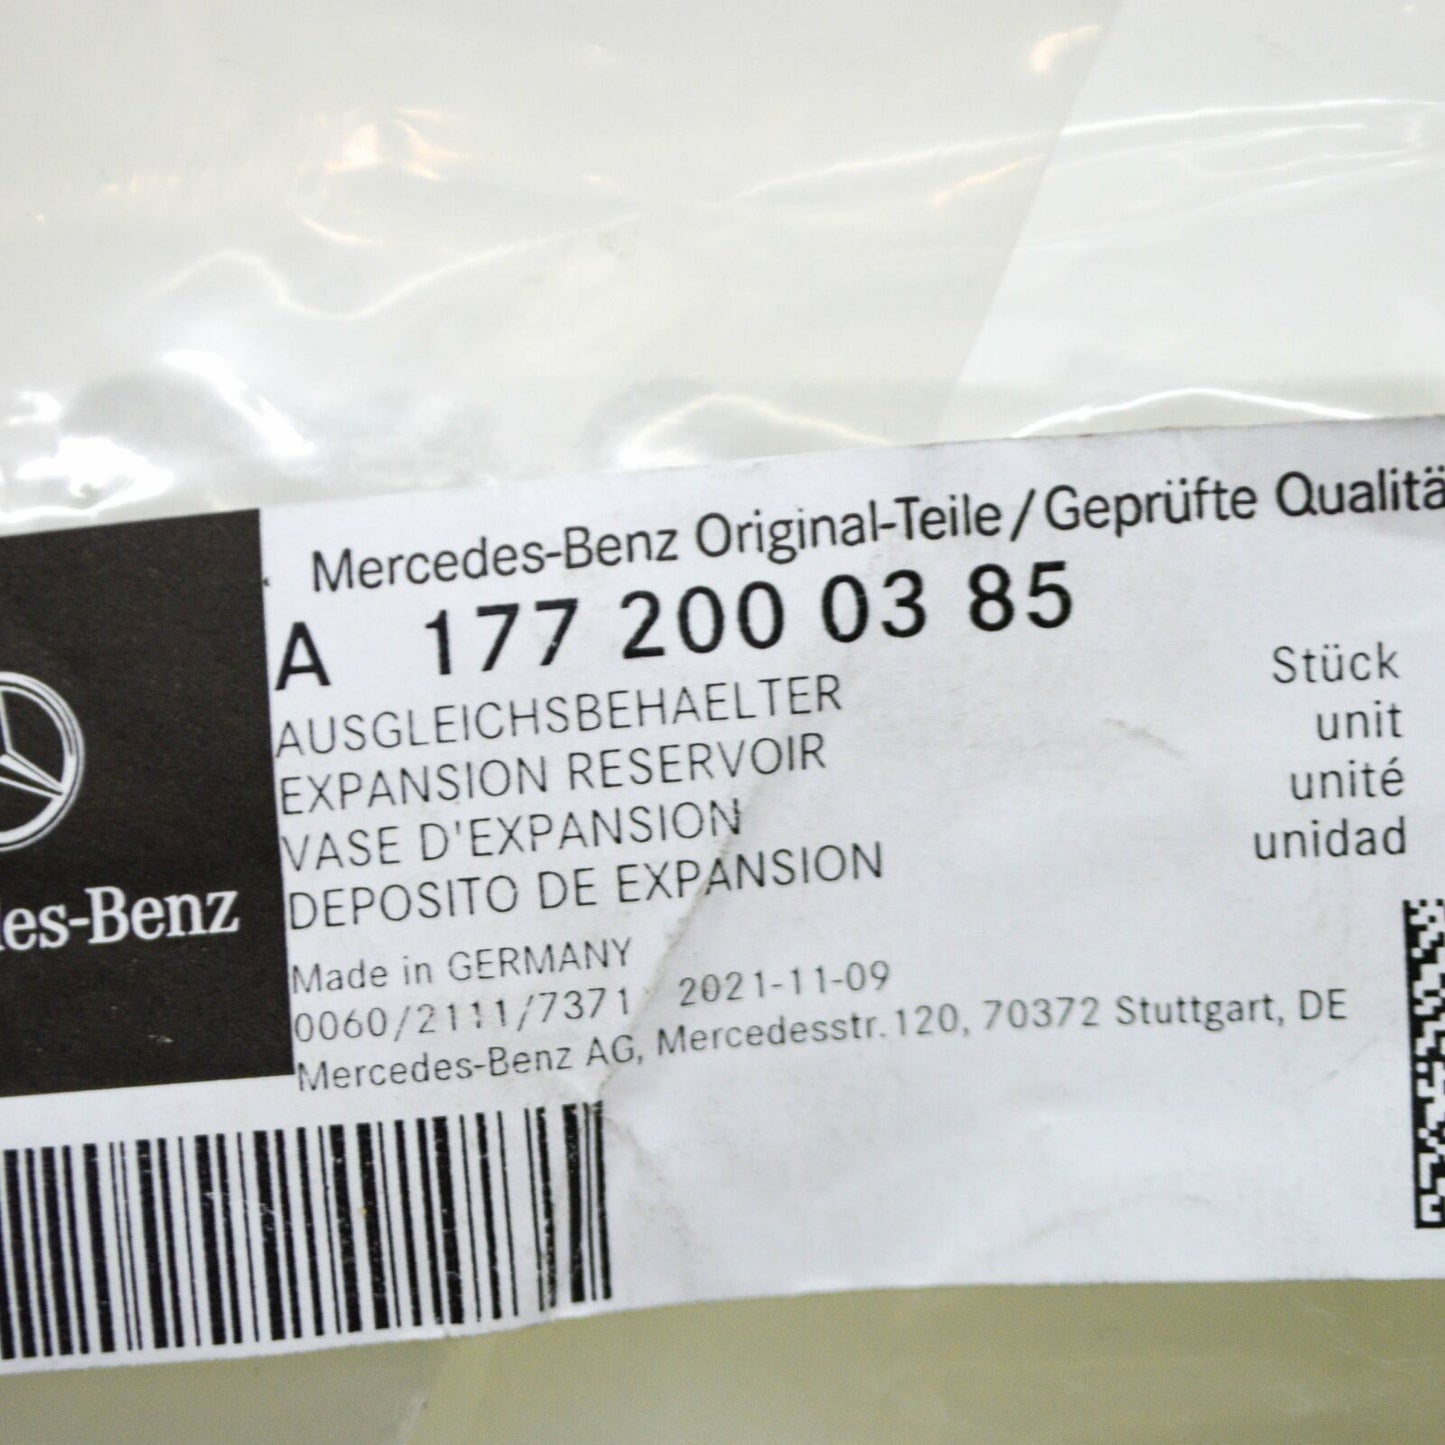 Mercedes-Benz Original-Teile/Geprüfte Qualitä
A 177 200 03 85
AUSGLEICHSBEHAELTER
EXPANSION RESERVOIR
VASE D'EXPANSION
DEPOSITO DE EXPANSION
Stück
unit
unité
unidad
des-Benz
Made in GERMANY
0060/2111/7371 2021-11-09
Mercedes-Benz AG, Mercedesstr. 120, 70372 Stuttgart, DE